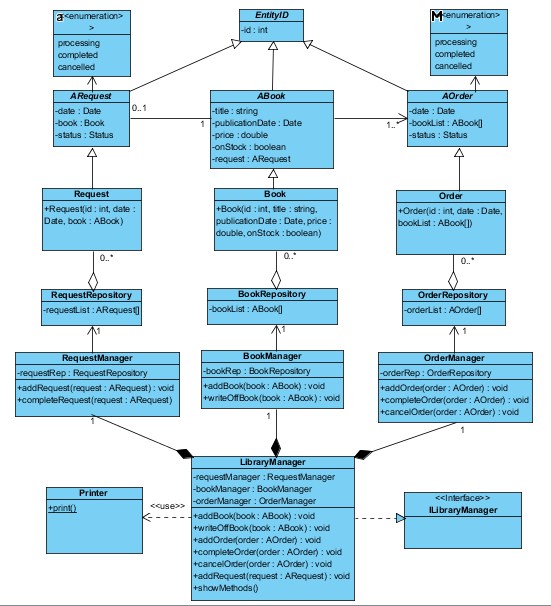 a <<enumeration>
>
processing
completed
cancelled
EntityID
-id : int
M <enumeration>
>
processing
completed
cancelled
ARequest
-date : Date
-book : Book
-status : Status
0..1
1
ABook
-title : string
-publicationDate : Date
-price : double
-onStock : boolean
-request : ARequest
1..*
AOrder
-date : Date
-bookList : ABook[]
-status : Status
Request
+Request(id : int, date :
Date, book : ABook)
0..*
Book
+Book(id : int, title : string,
publicationDate : Date, price :
double, onStock : boolean)
0..*
Order
+Order(id : int, date : Date,
bookList : ABook[])
0..*
RequestRepository
-requestList : ARequest[]
1
BookRepository
-bookList : ABook[]
1
OrderRepository
-orderList : AOrder[]
1
RequestManager
-requestRep : RequestRepository
+addRequest(request : ARequest) : void
+completeRequest(request : ARequest)
1
BookManager
-bookRep : BookRepository
+addBook(book : ABook) : void
+writeOffBook(book : ABook) : void
1
OrderManager
-orderRep : OrderRepository
+addOrder(order : AOrder) : void
+completeOrder(order : AOrder) : void
+cancelOrder(order : AOrder) : void
1
LibraryManager
-requestManager : RequestManager
-bookManager : BookManager
-orderManager : OrderManager
+addBook(book : ABook) : void
+writeOffBook(book : ABook) : void
+addOrder(order : AOrder) : void
+completeOrder(order : AOrder) : void
+cancelOrder(order : AOrder) : void
+addRequest(request : ARequest) : void
+showMethods()
Printer
+print()
<<use>>
<<Interface>>
ILibraryManager